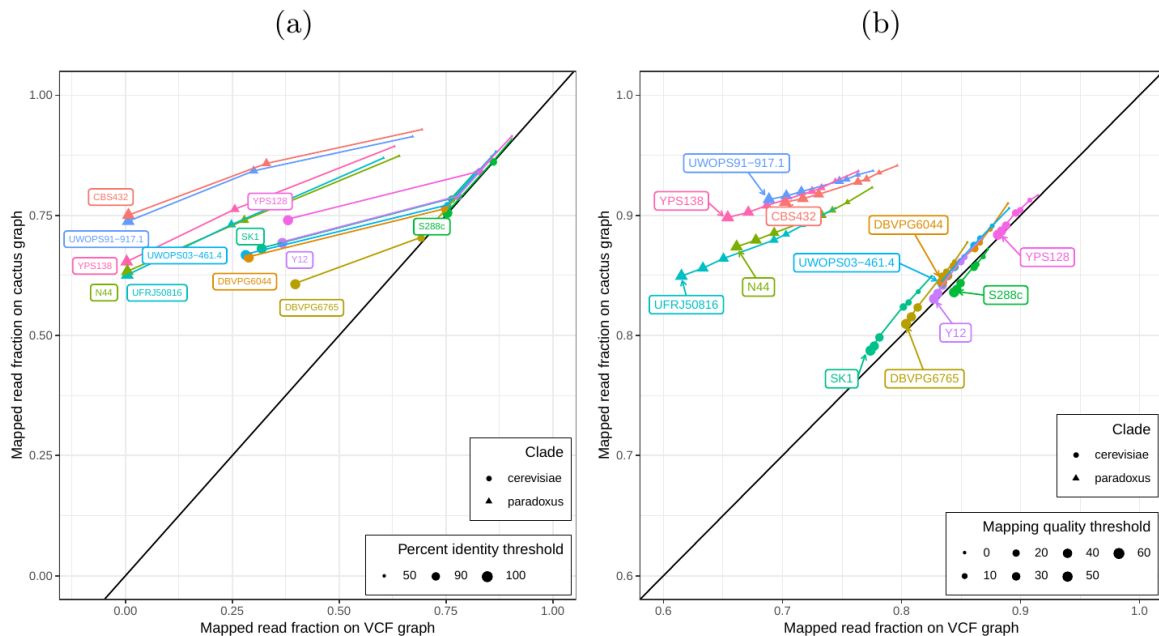 (a)
Mapped read fraction on cactus graph
1.00
0.75
0.50
0.25
0.00
CBS432
UWOPS91−917.1
YPS138
N44
UFRJ50816
UWOPS03−461.4
SK1
YPS128
Y12
DBVPG6044
DBVPG6765
S288c
Clade
cerevisiae
paradoxus
Percent identity threshold
50 90 100
0.00 0.25 0.50 0.75 1.00
Mapped read fraction on VCF graph
(b)
Mapped read fraction on cactus graph
1.0
0.9
0.8
0.7
0.6
UWOPS91−917.1
YPS138
CBS432
DBVPG6044
UWOPS03−461.4
YPS128
N44
UFRJ50816
S288c
Y12
SK1
DBVPG6765
Clade
cerevisiae
paradoxus
Mapping quality threshold
0 20 40 60
10 30 50
0.6 0.7 0.8 0.9 1.0
Mapped read fraction on VCF graph